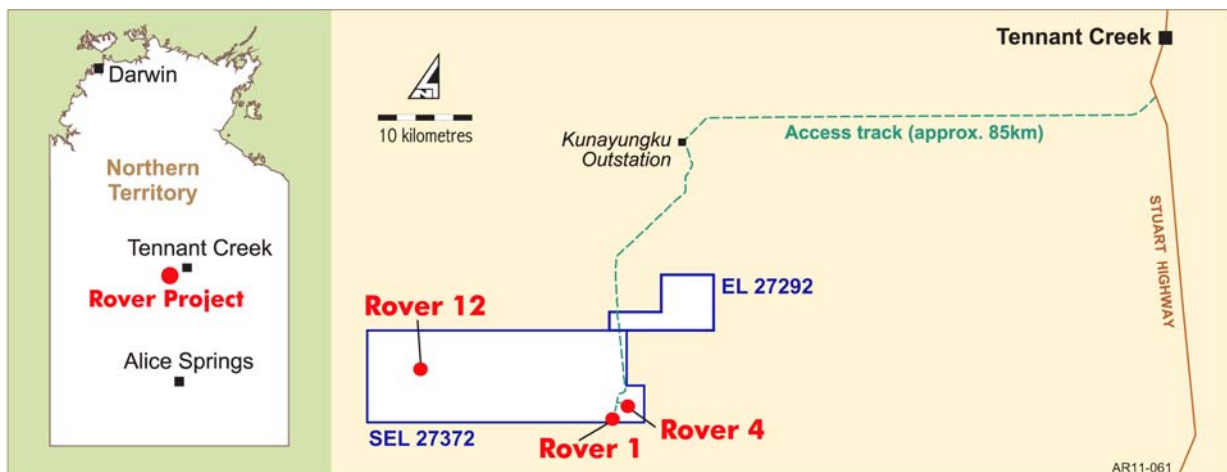 Darwin
Northern
Territory
Tennant Creek
Rover Project
Alice Springs
N
10 kilometres
Tennant Creek
Kunayungku
Outstation
Access track (approx. 85km)
STUART HIGHWAY
EL 27292
Rover 12
SEL 27372
Rover 1
Rover 4
AR11-061